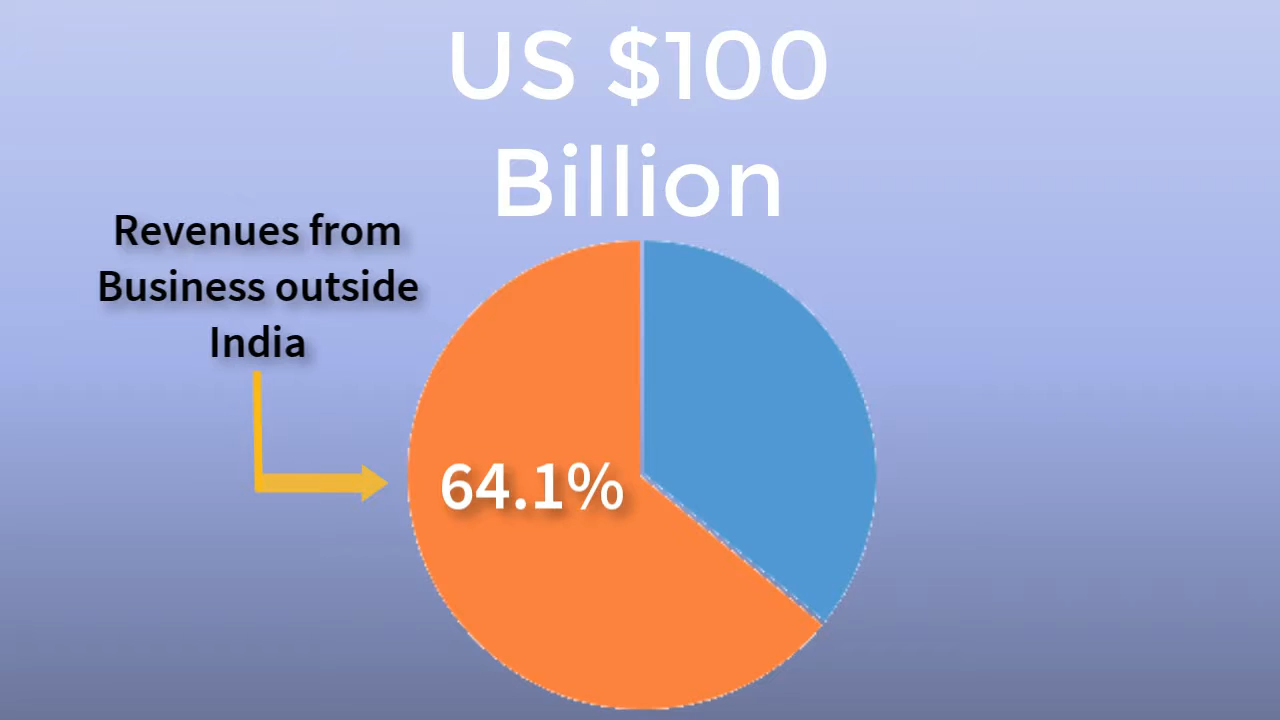 US $100
Billion
Revenues from
Business outside
India
64.1%